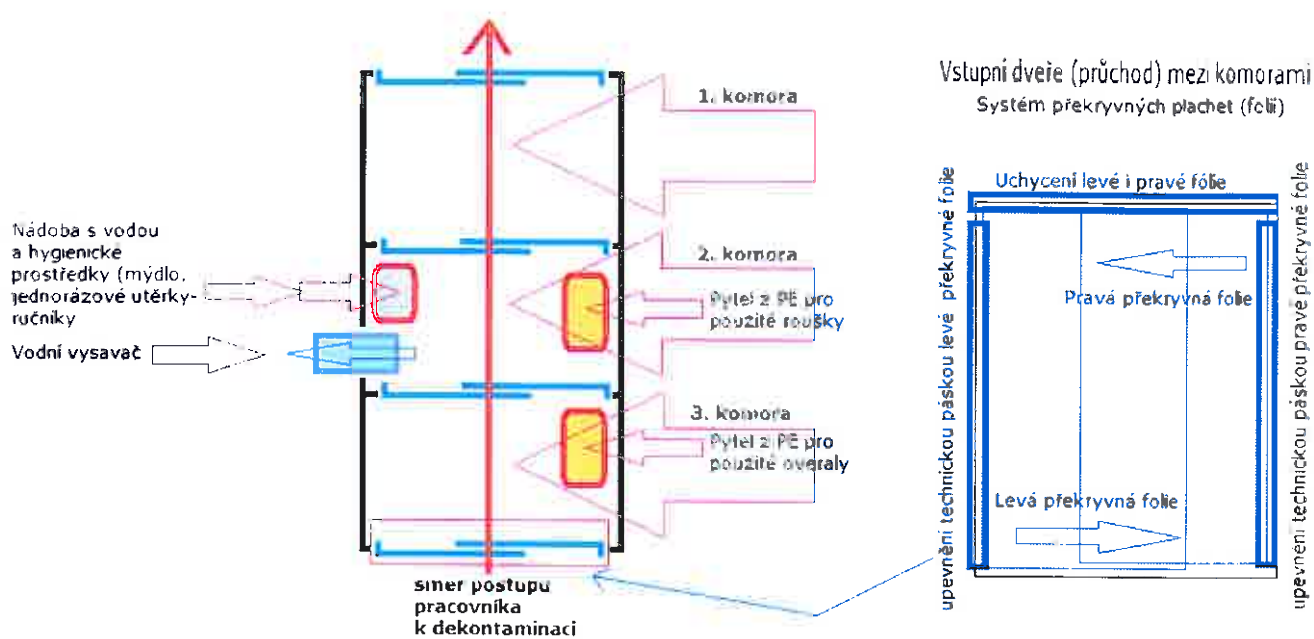 1. komora
Nádoba s vodou
a hygienické
prostředky (mýdlo,
jednorázové utěrky-
ručníky
Vodní vysavač
2. komora
Pytel z PE pro
použité roušky
3. komora
Pytel z PE pro
použité overaly
směr postupu
pracovníka
k dekontaminaci
Vstupní dveře (průchod) mezi komorami
Systém překryvných plachet (folií)
upevnění technickou páskou levé překryvné folie
Uchycení levé i pravé fólie
Pravá překryvná folie
Levá překryvná folie
upevnění technickou páskou pravé překryvné folie